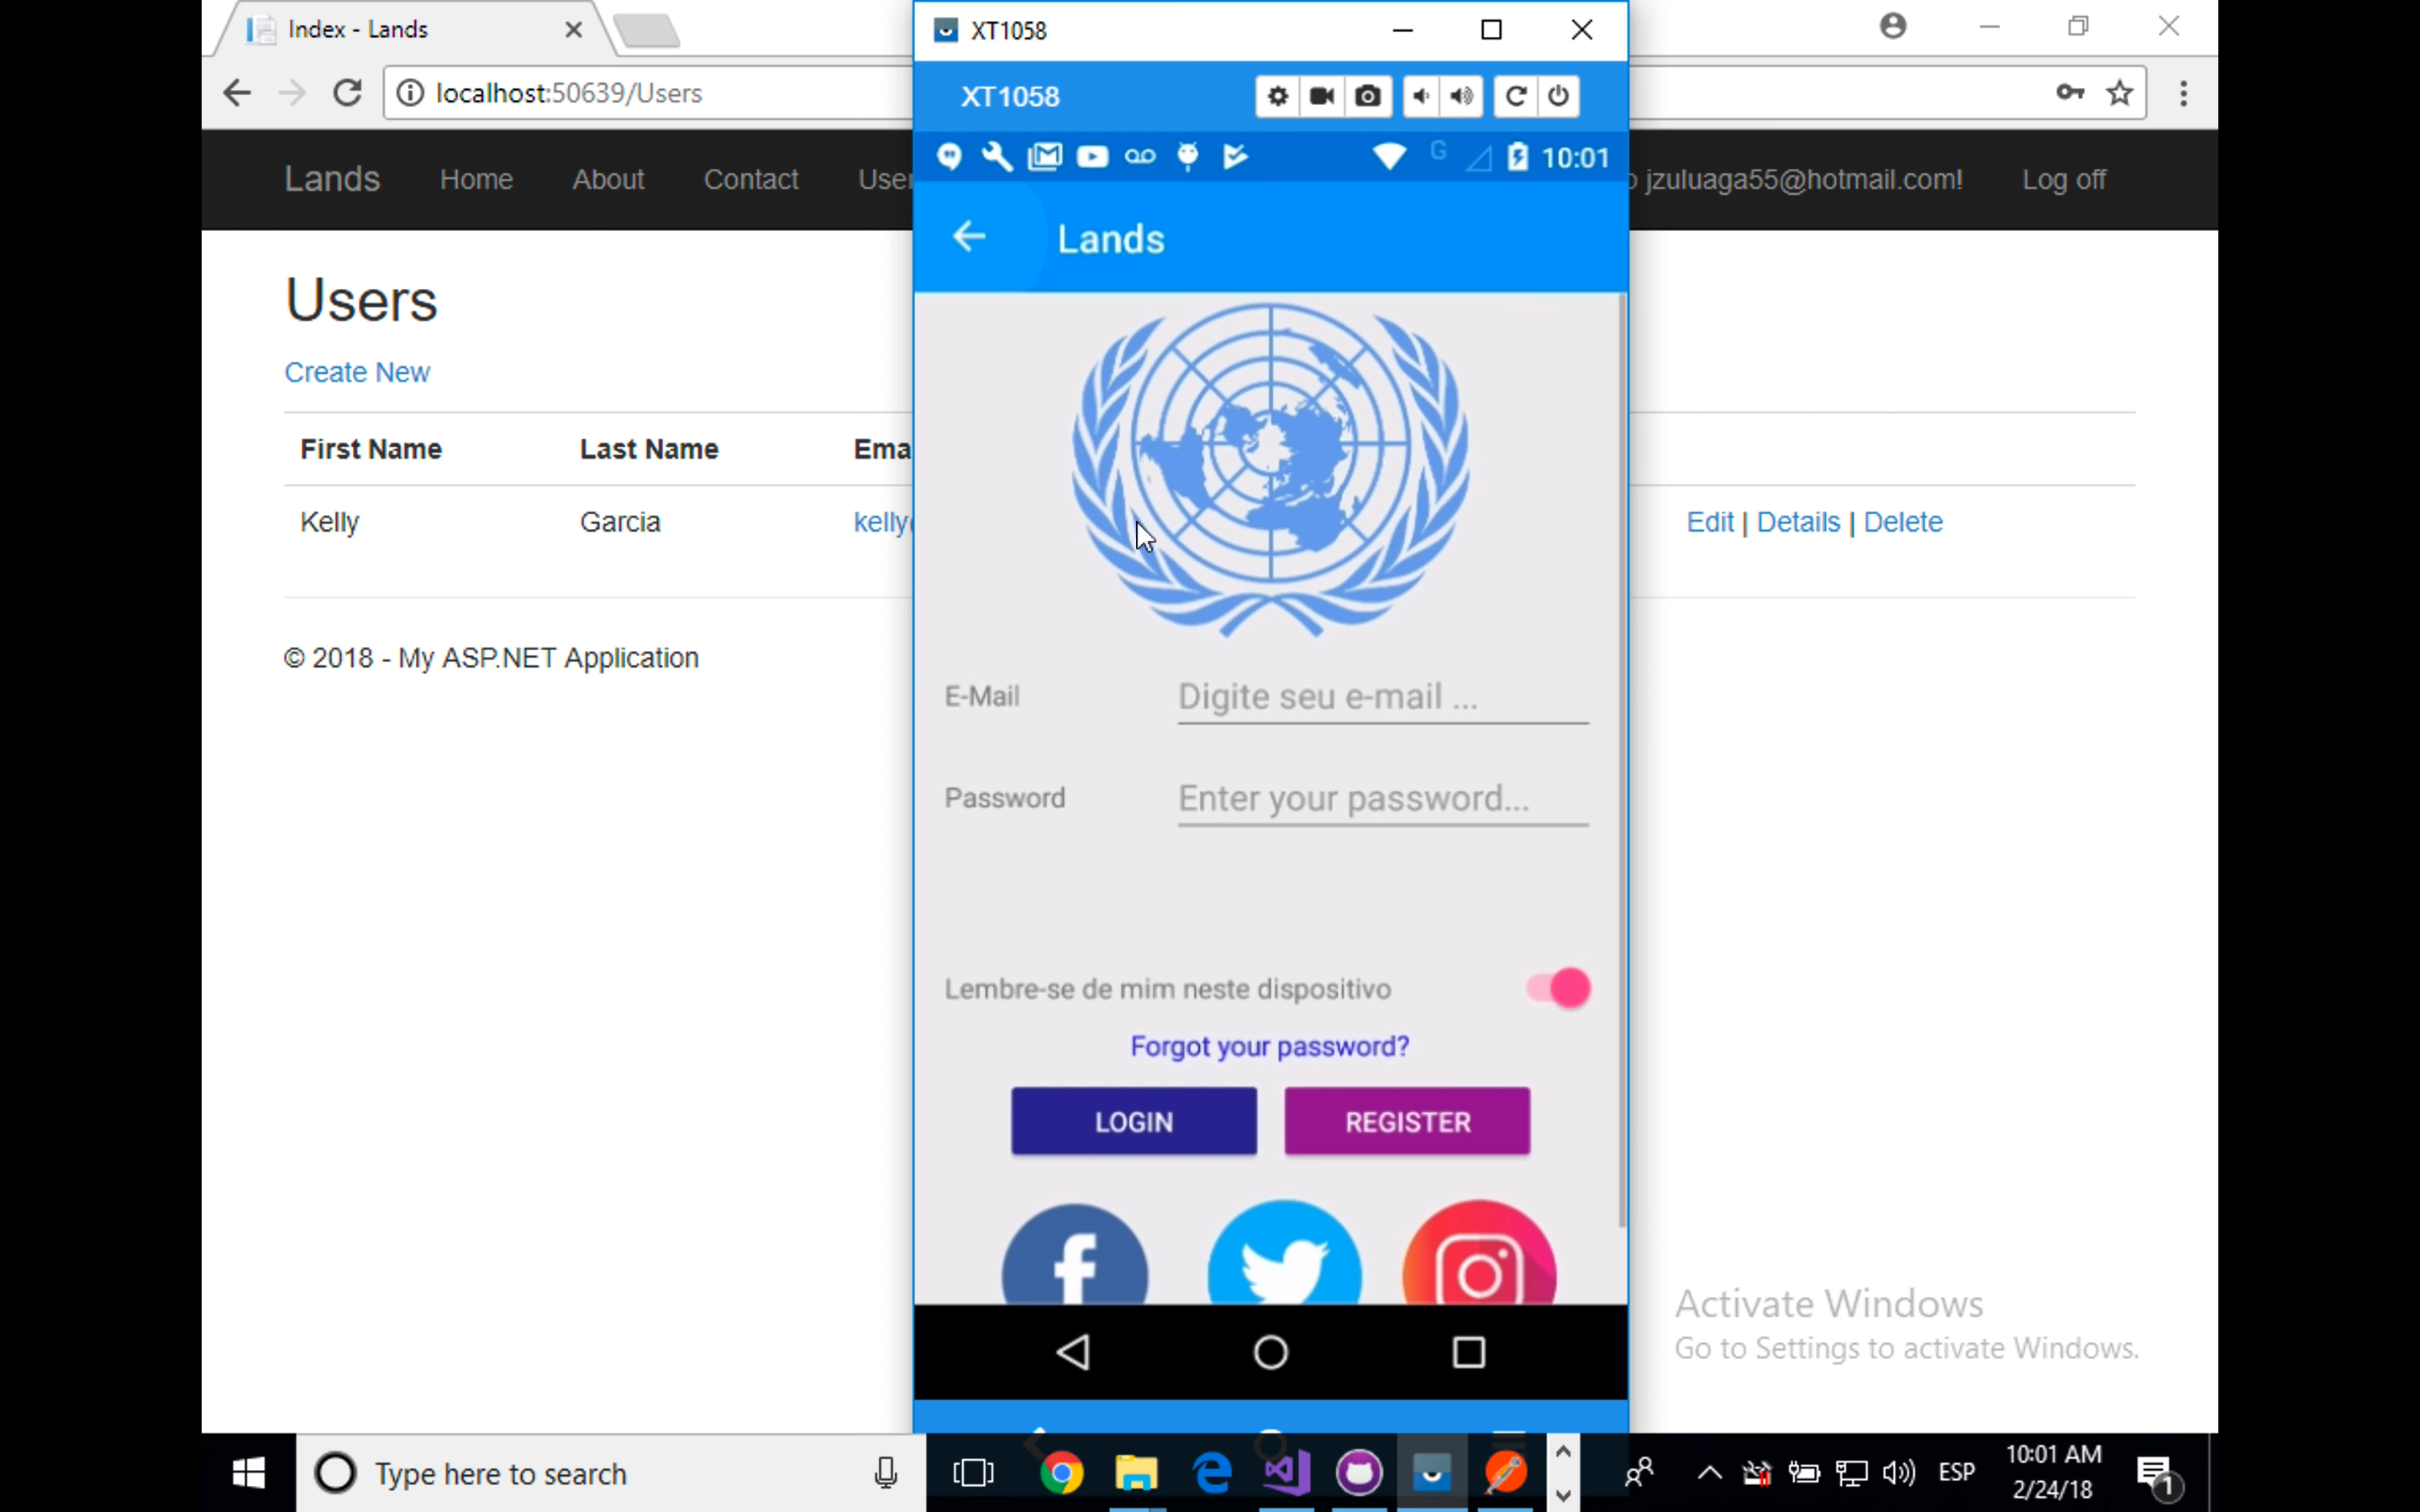 Index - Lands
localhost:50639/Users
Lands Home About Contact
jzuluaga55@hotmail.com! Log off
Users
Create New
First Name Last Name
Kelly Garcia
Edit | Details | Delete
© 2018 - My ASP.NET Application
XT1058
XT1058
G 10:01
Lands
E-Mail Digite seu e-mail ...
Password Enter your password...
Lembre-se de mim neste dispositivo
Forgot your password?
LOGIN REGISTER
Activate Windows
Go to Settings to activate Windows.
Type here to search
ESP
10:01 AM
2/24/18
1